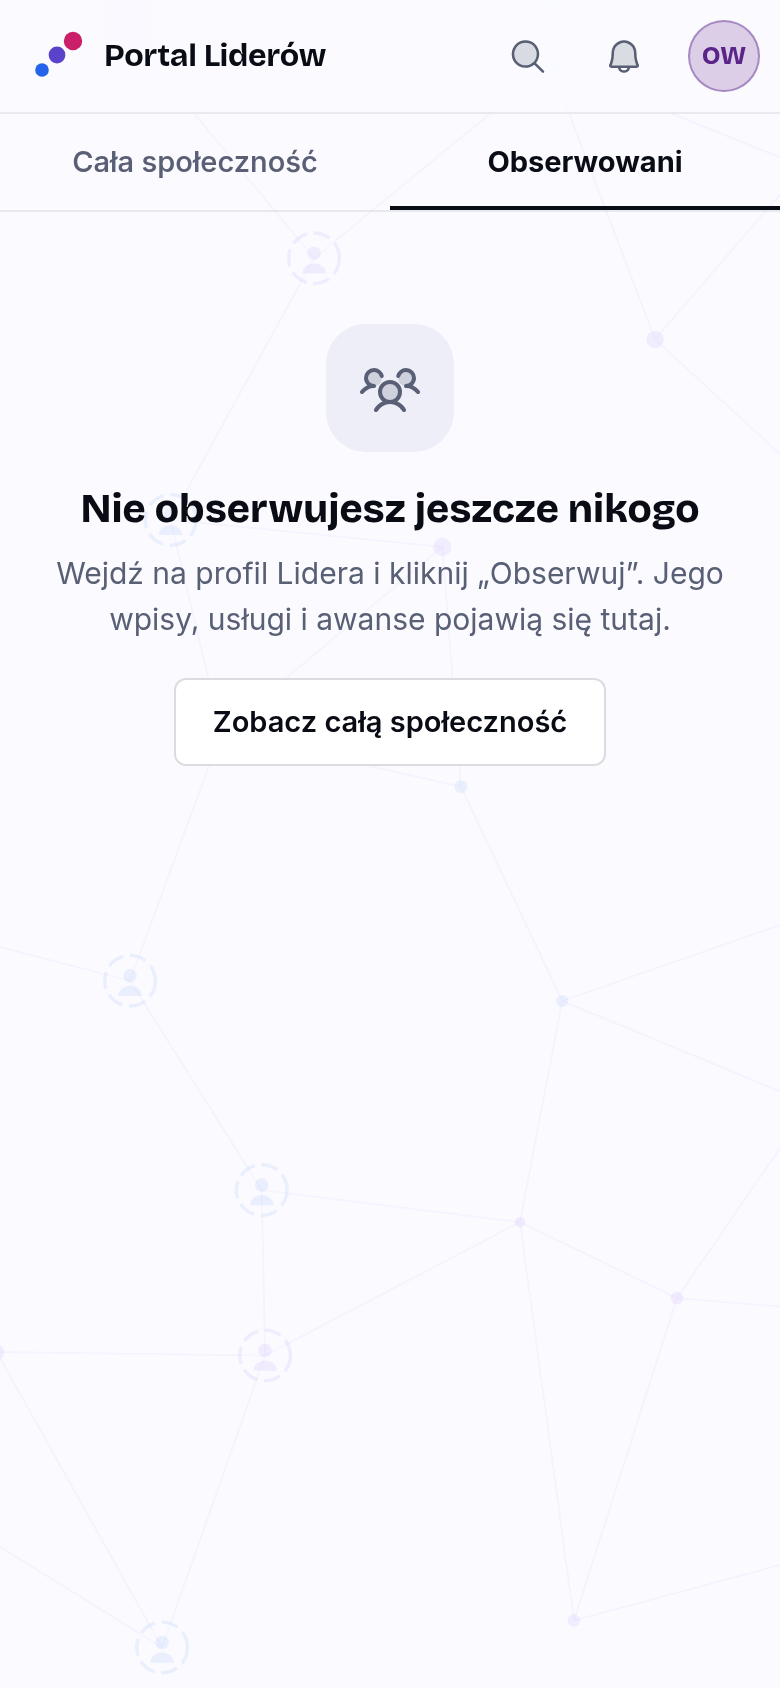 Portal Liderów
OW
Cała społeczność
Obserwowani
Nie obserwujesz jeszcze nikogo
Wejdź na profil Lidera i kliknij „Obserwuj”. Jego
wpisy, usługi i awanse pojawią się tutaj.
Zobacz całą społeczność